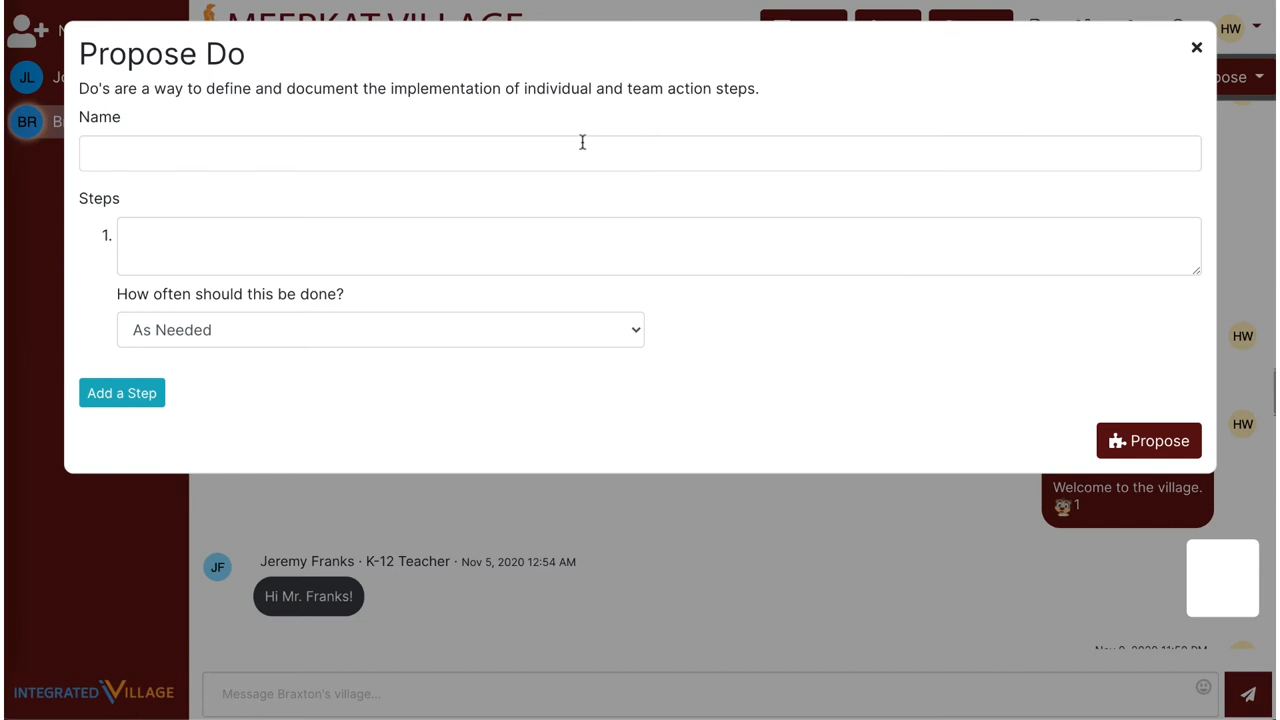 MEERKAT VILLAGE
HW
JL
BR
Propose Do
Do's are a way to define and document the implementation of individual and team action steps.
Name
Steps
1.
How often should this be done?
As Needed
Add a Step
Propose
HW
HW
Welcome to the village.
1
JF
Jeremy Franks · K-12 Teacher · Nov 5, 2020 12:54 AM
Hi Mr. Franks!
INTEGRATED VILLAGE
Message Braxton's village...